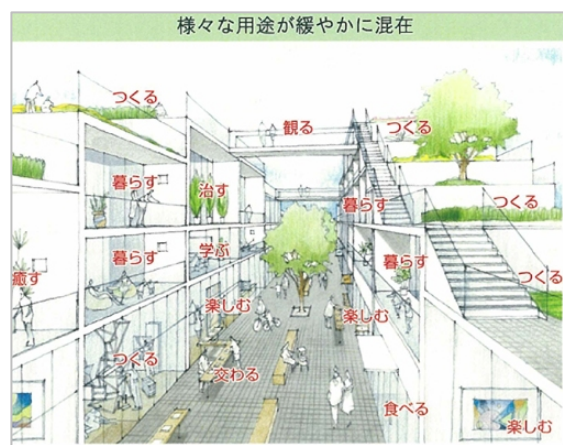 様々な用途が緩やかに混在
つくる
観る
つくる
暮らす
治す
暮らす
つくる
暮らす
学ぶ
暮らす
つくる
癒す
楽しむ
楽しむ
楽しむ
つくる
交わる
食べる
楽しむ